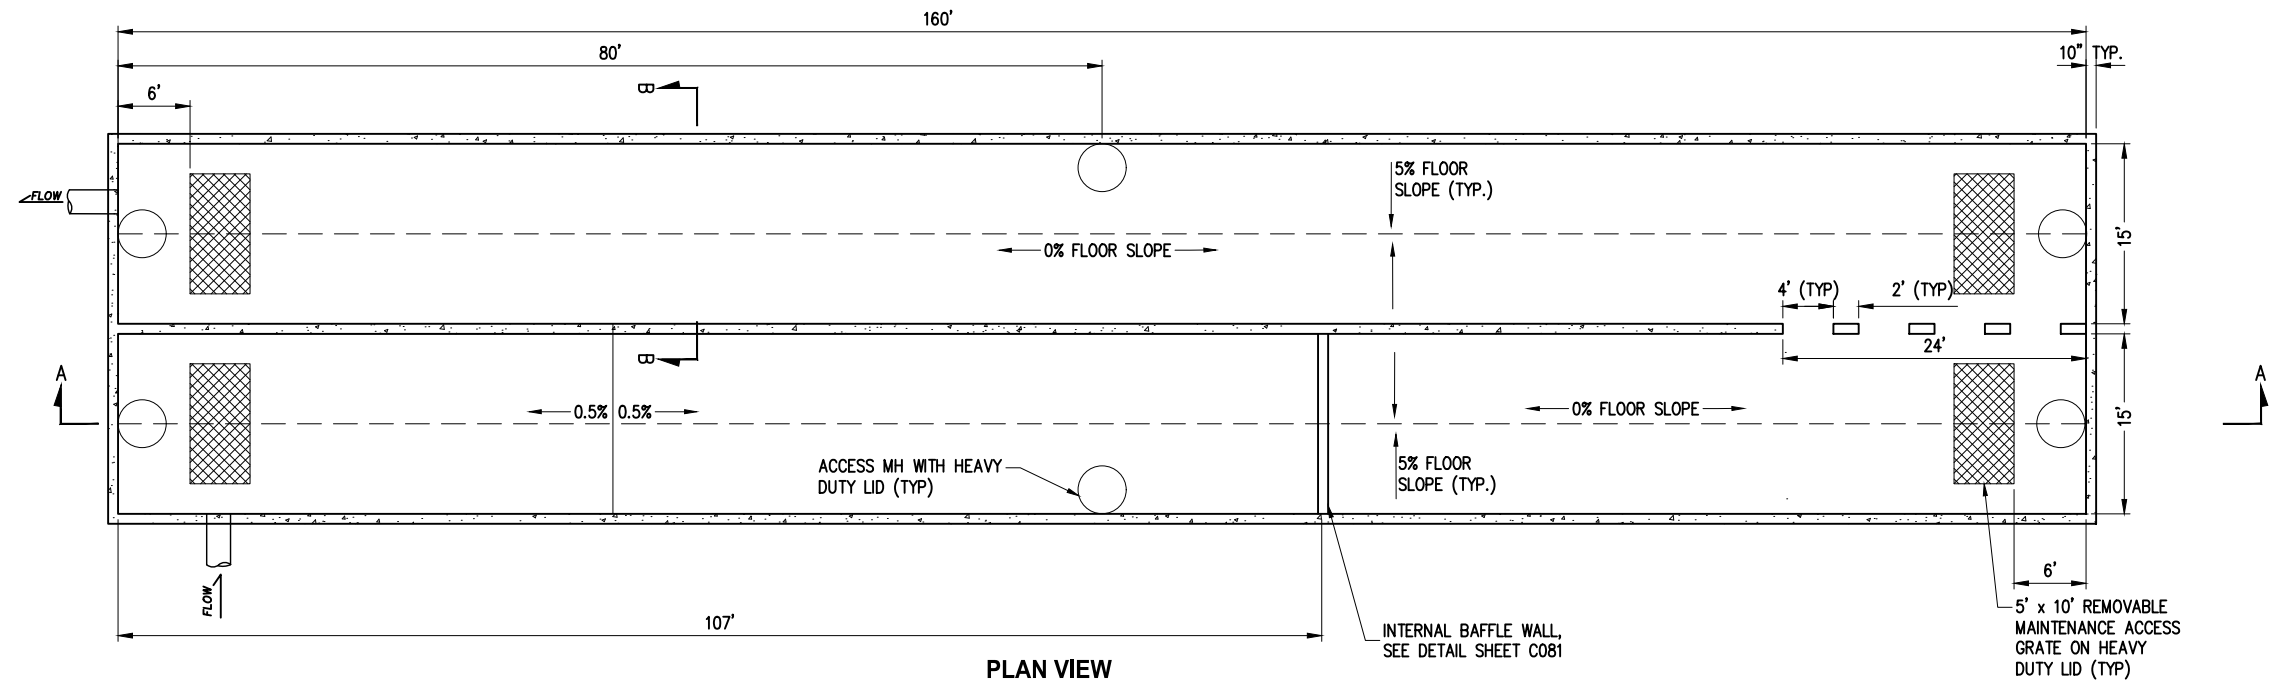 160'
80'
10" TYP.
6'
B
FLOW
5% FLOOR
SLOPE (TYP.)
0% FLOOR SLOPE
15'
4' (TYP)
2' (TYP)
24'
B
A
A
0.5%
0.5%
0% FLOOR SLOPE
15'
ACCESS MH WITH HEAVY
DUTY LID (TYP)
5% FLOOR
SLOPE (TYP.)
6'
FLOW
107'
5' x 10' REMOVABLE
MAINTENANCE ACCESS
GRATE ON HEAVY
DUTY LID (TYP)
INTERNAL BAFFLE WALL,
SEE DETAIL SHEET C081
PLAN VIEW